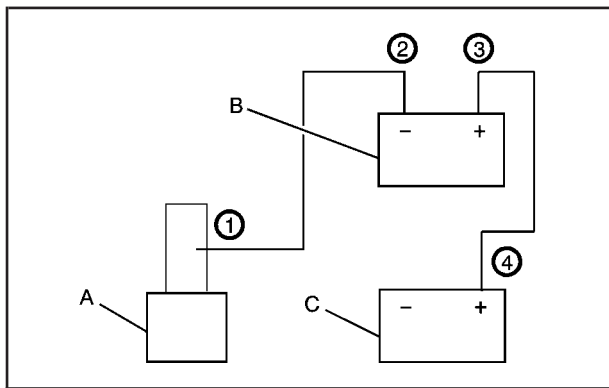 ② ③
B
− +
① 
④
A
C
− +